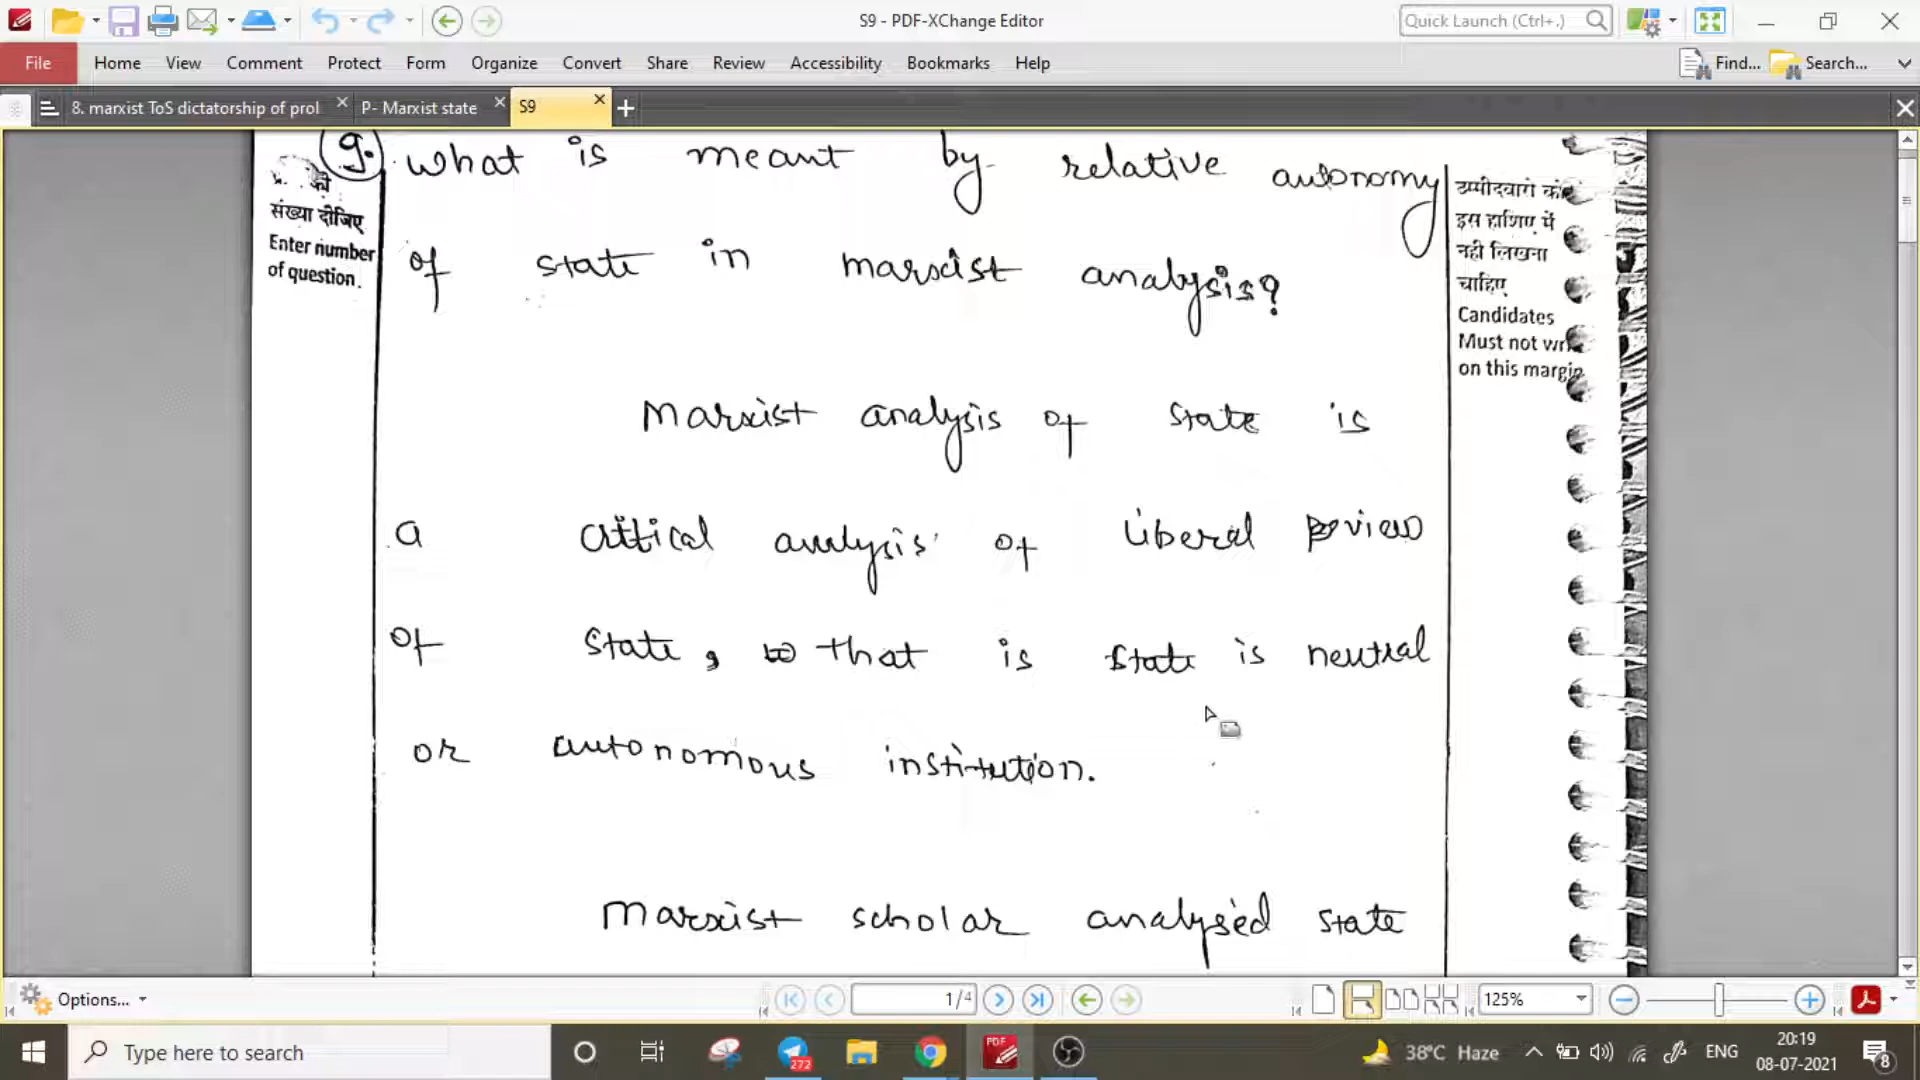 S9 - PDF-XChange Editor
Quick Launch (Ctrl+.)
File Home View Comment Protect Form Organize Convert Share Review Accessibility Bookmarks Help
Find... Search...
8. marxist ToS dictatorship of prol P- Marxist state S9
9. What is meant by relative autonomy
of state in marxist analysis?
संख्या दीजिए
Enter number
of question.
उम्मीदवारों को
इस हाशिए में
नही लिखना
चाहिए
Candidates
Must not
on this margin
Marxist analysis of state is
a critical analysis of liberal view
of state, that is state is neutral
or autonomous institution.
Marxist scholar analysed state
Options...
1/4
125%
Type here to search
272
PDF
38°C Haze
ENG
20:19
08-07-2021
8